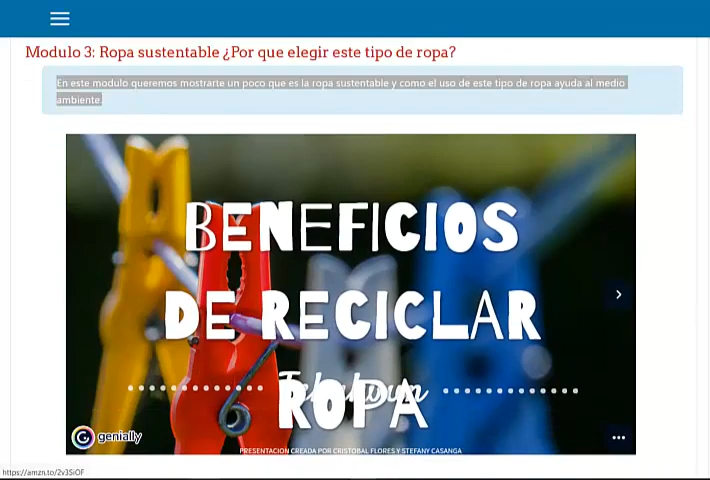 Modulo 3: Ropa sustentable ¿Por que elegir este tipo de ropa?
En este modulo queremos mostrarte un poco que es la ropa sustentable y como el uso de este tipo de ropa ayuda al medio
ambiente.
BENEFICIOS
DE RECICLAR
ROPA
genially
PRESENTACION CREADA POR CRISTOBAL FLORES Y STEFANY CASANGA
https://amzn.to/2v3SiOF